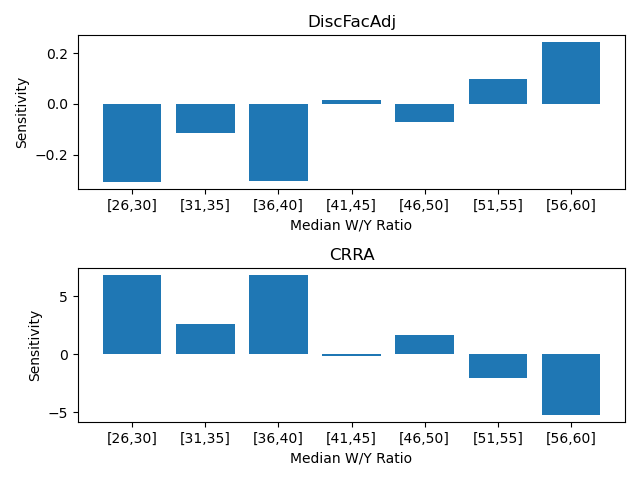 DiscFacAdj
Sensitivity
0.2
0.0
−0.2
[26,30] [31,35] [36,40] [41,45] [46,50] [51,55] [56,60]
Median W/Y Ratio
CRRA
Sensitivity
5
0
−5
[26,30] [31,35] [36,40] [41,45] [46,50] [51,55] [56,60]
Median W/Y Ratio